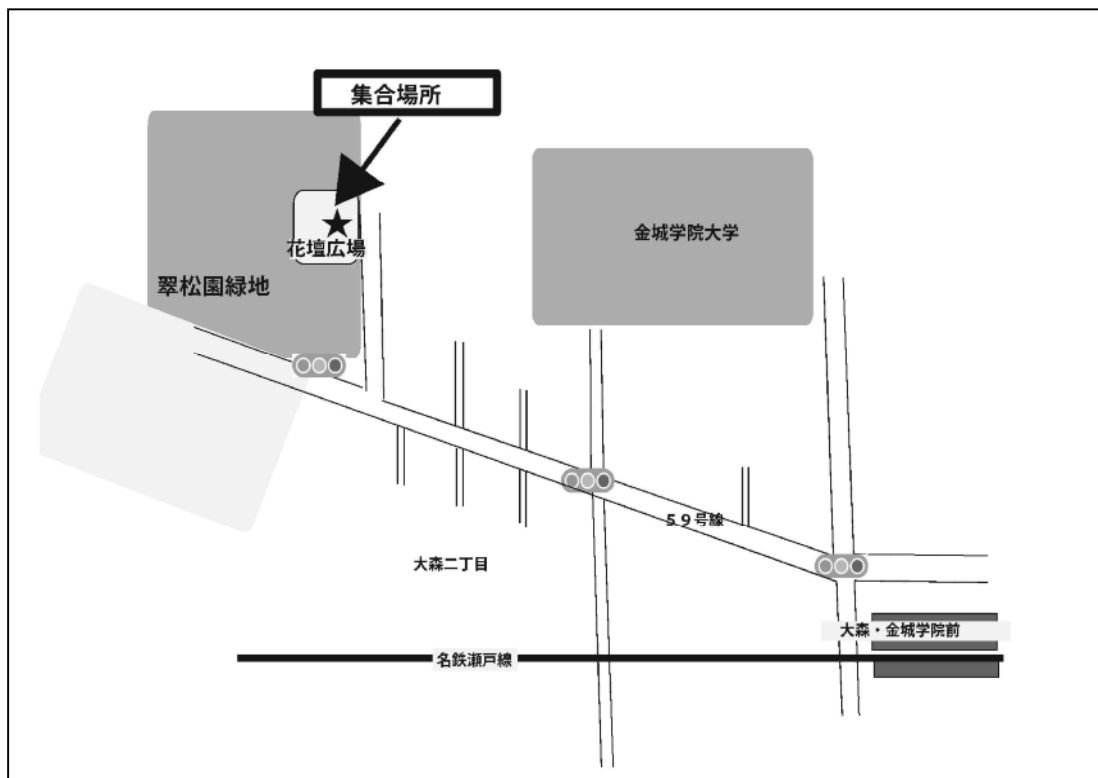 集合場所
金城学院大学
花壇広場
翠松園緑地
５９号線
大森二丁目
大森・金城学院前
名鉄瀬戸線